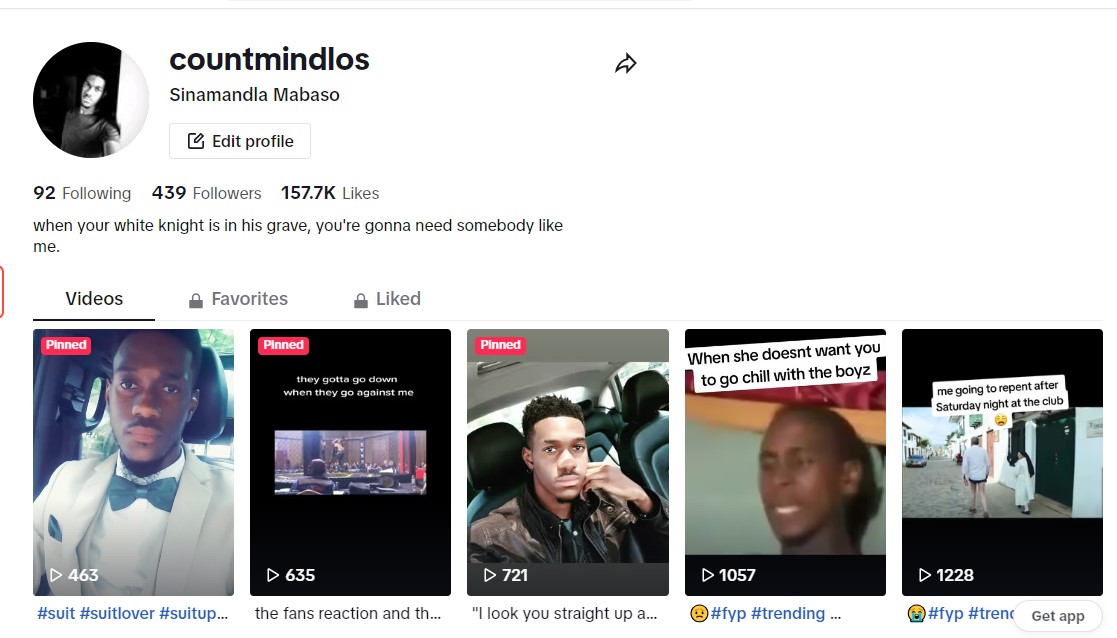 countmindlos
Sinamandla Mabaso
Edit profile
92 Following 439 Followers 157.7K Likes
when your white knight is in his grave, you're gonna need somebody like
me.
Videos Favorites Liked
Pinned
463
#suit #suitlover #suitup...
Pinned
they gotta go down
when they go against me
635
the fans reaction and th...
Pinned
721
"I look you straight up a...
When she doesnt want you
to go chill with the boyz
1057
😟#fyp #trending ...
me going to repent after
Saturday night at the club
😩
1228
😭#fyp #trend
Get app